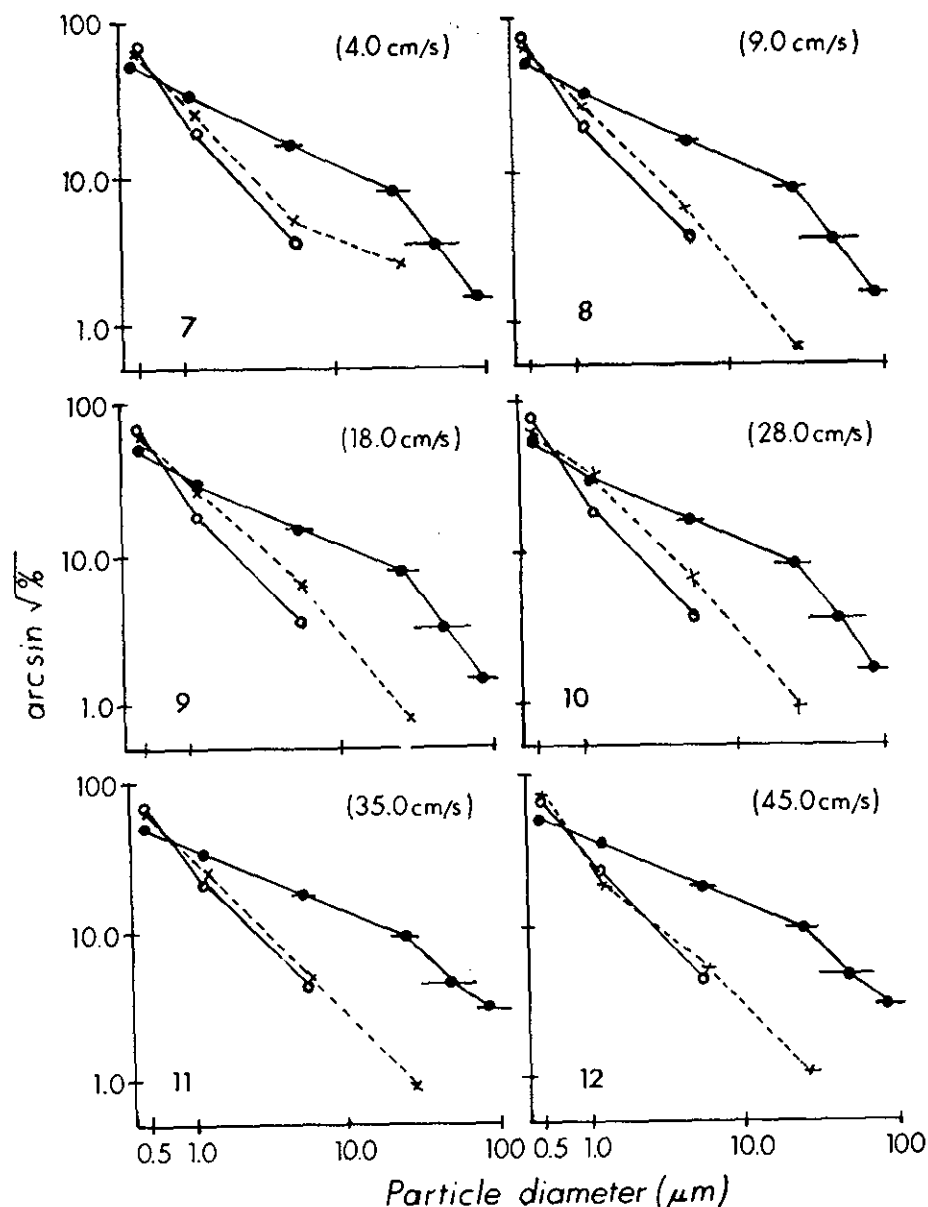 100
10.0
1.0
(4.0 cm/s)
7
(9.0 cm/s)
8
100
10.0
1.0
(18.0 cm/s)
9
(28.0 cm/s)
10
arcsin √%
100
10.0
1.0
(35.0 cm/s)
11
(45.0 cm/s)
12
0.5 1.0 10.0 100
0.5 1.0 10.0 100
Particle diameter (μm)